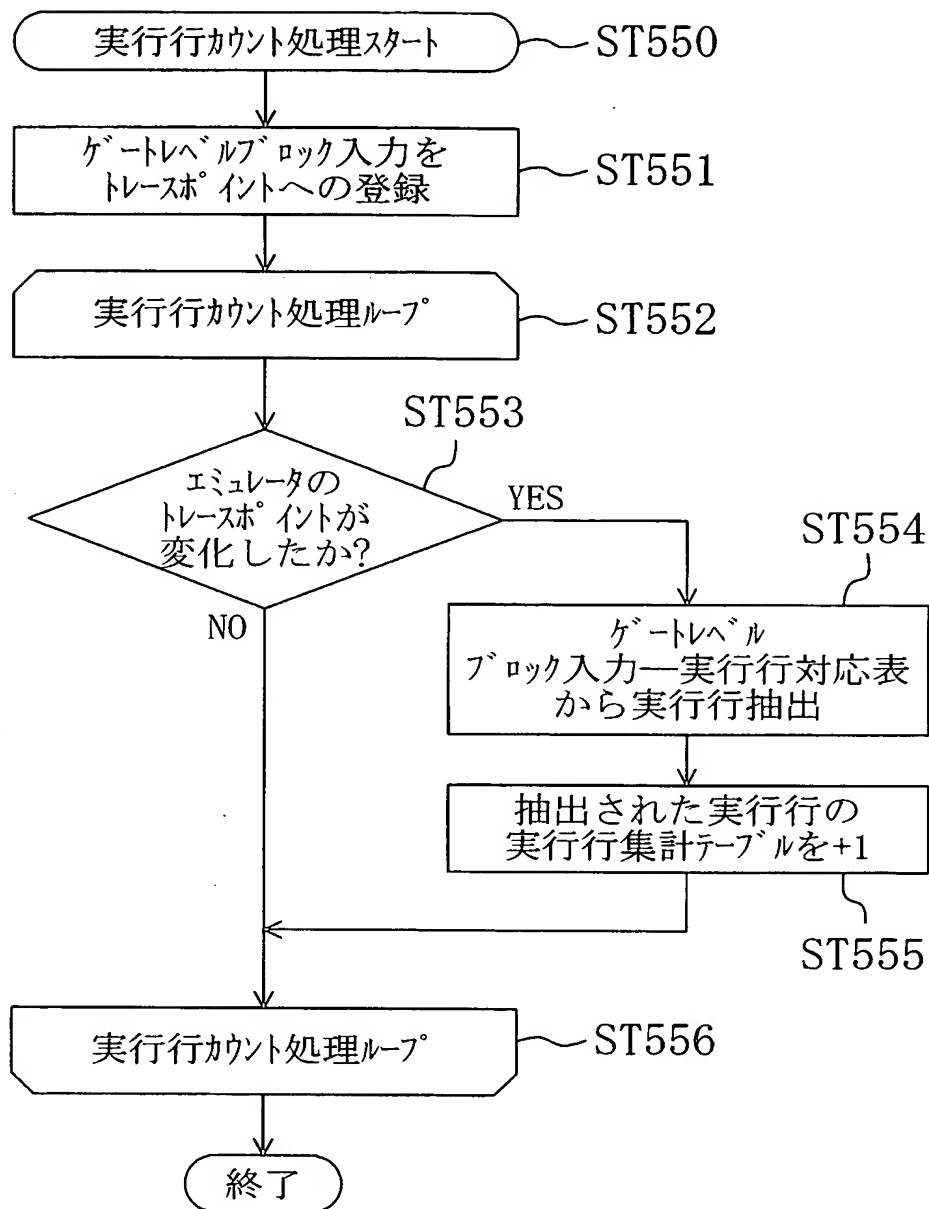 実行行ｶｳﾝﾄ処理ｽﾀｰﾄ
ST550
ｹﾞｰﾄﾚﾍﾞﾙﾌﾞﾛｯｸ入力を
ﾄﾚｰｽﾎﾟｲﾝﾄへの登録
ST551
実行行ｶｳﾝﾄ処理ﾙｰﾌﾟ
ST552
ST553
ｴﾐｭﾚｰﾀの
ﾄﾚｰｽﾎﾟｲﾝﾄが
変化したか?
YES
NO
ST554
ｹﾞｰﾄﾚﾍﾞﾙ
ﾌﾞﾛｯｸ入力―実行行対応表
から実行行抽出
抽出された実行行の
実行行集計ﾃｰﾌﾞﾙを+1
ST555
実行行ｶｳﾝﾄ処理ﾙｰﾌﾟ
ST556
終了